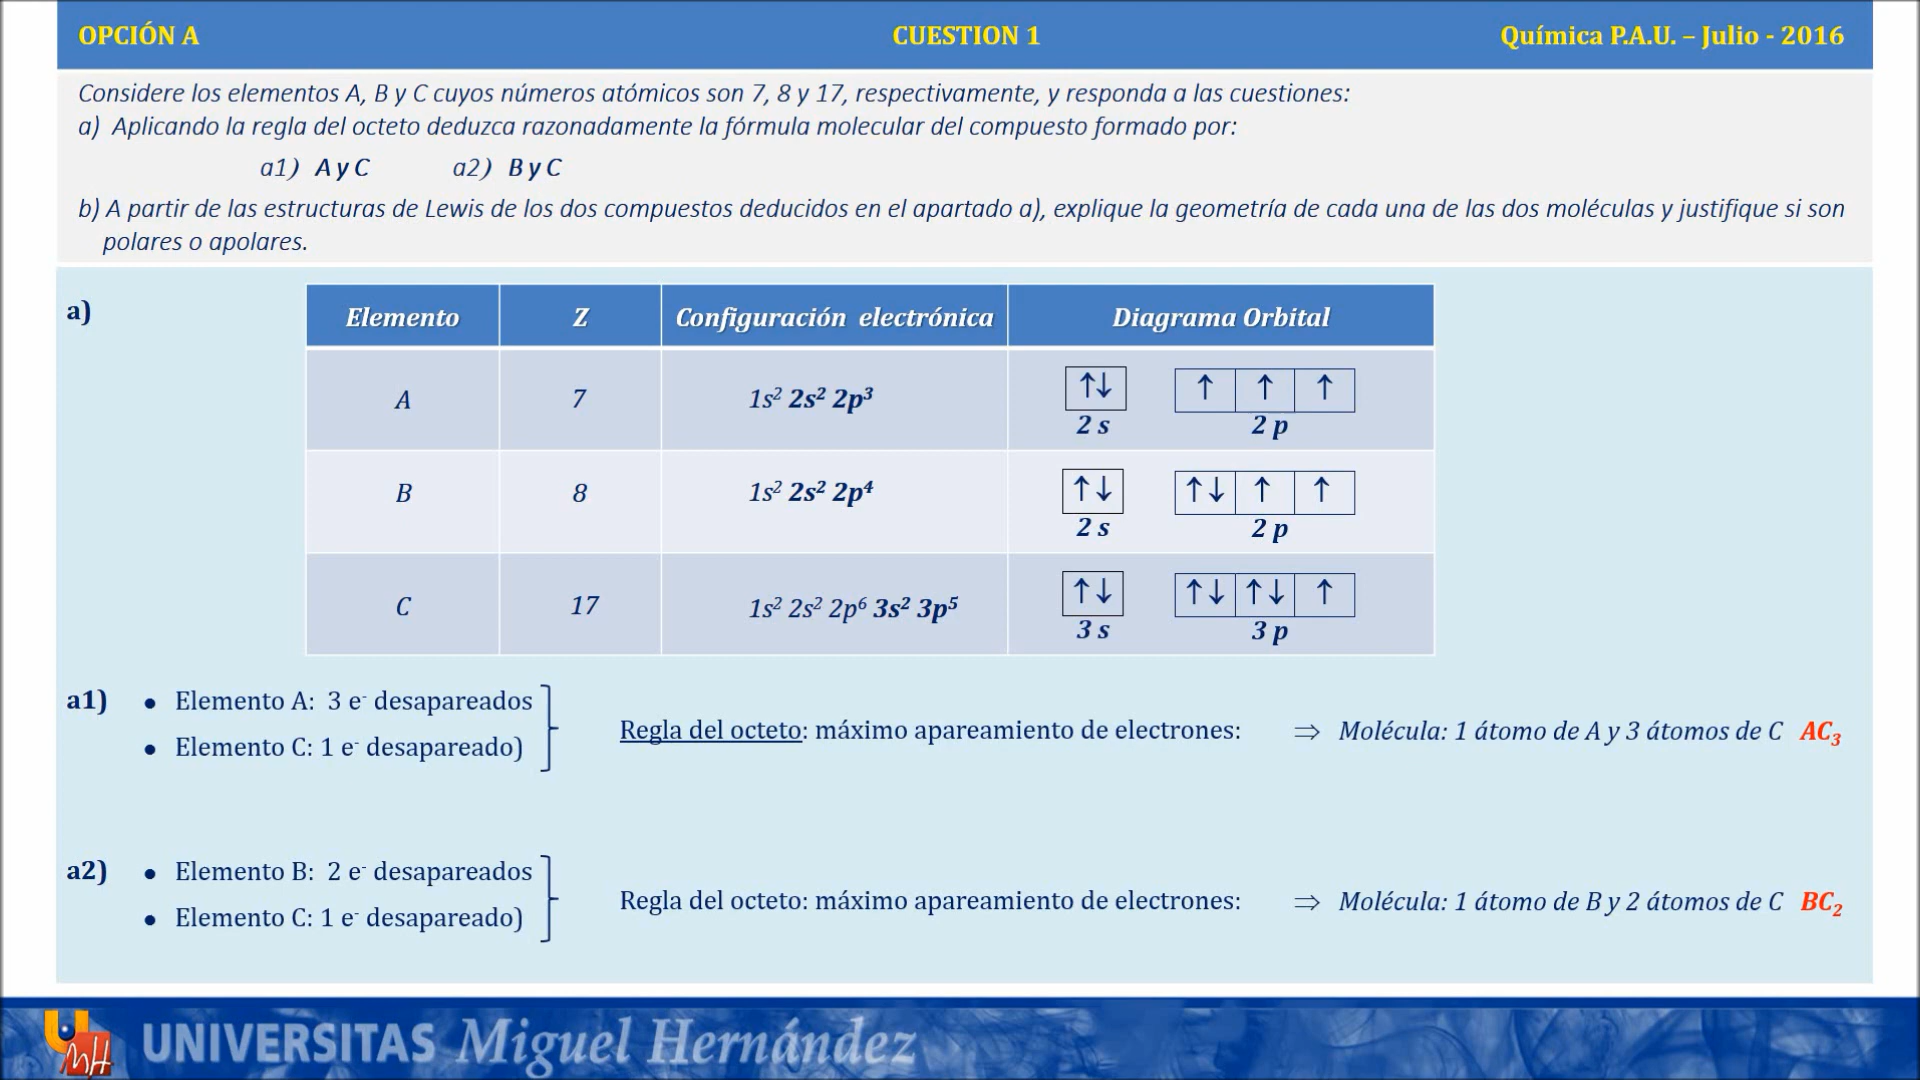 OPCIÓN A CUESTION 1 Química P.A.U. – Julio - 2016
Considere los elementos A, B y C cuyos números atómicos son 7, 8 y 17, respectivamente, y responda a las cuestiones:
a) Aplicando la regla del octeto deduzca razonadamente la fórmula molecular del compuesto formado por:
a1) A y C a2) B y C
b) A partir de las estructuras de Lewis de los dos compuestos deducidos en el apartado a), explique la geometría de cada una de las dos moléculas y justifique si son
polares o apolares.
a)
Elemento Z Configuración electrónica Diagrama Orbital
A 7 1s² 2s² 2p³ ↑↓ ↑ ↑ ↑
2 s 2 p
B 8 1s² 2s² 2p⁴ ↑↓ ↑↓ ↑ ↑
2 s 2 p
C 17 1s² 2s² 2p⁶ 3s² 3p⁵ ↑↓ ↑↓ ↑↓ ↑
3 s 3 p
a1) • Elemento A: 3 e⁻ desapareados
• Elemento C: 1 e⁻ desapareado)
Regla del octeto: máximo apareamiento de electrones: ⇒ Molécula: 1 átomo de A y 3 átomos de C AC₃
a2) • Elemento B: 2 e⁻ desapareados
• Elemento C: 1 e⁻ desapareado)
Regla del octeto: máximo apareamiento de electrones: ⇒ Molécula: 1 átomo de B y 2 átomos de C BC₂
UNIVERSITAS Miguel Hernández